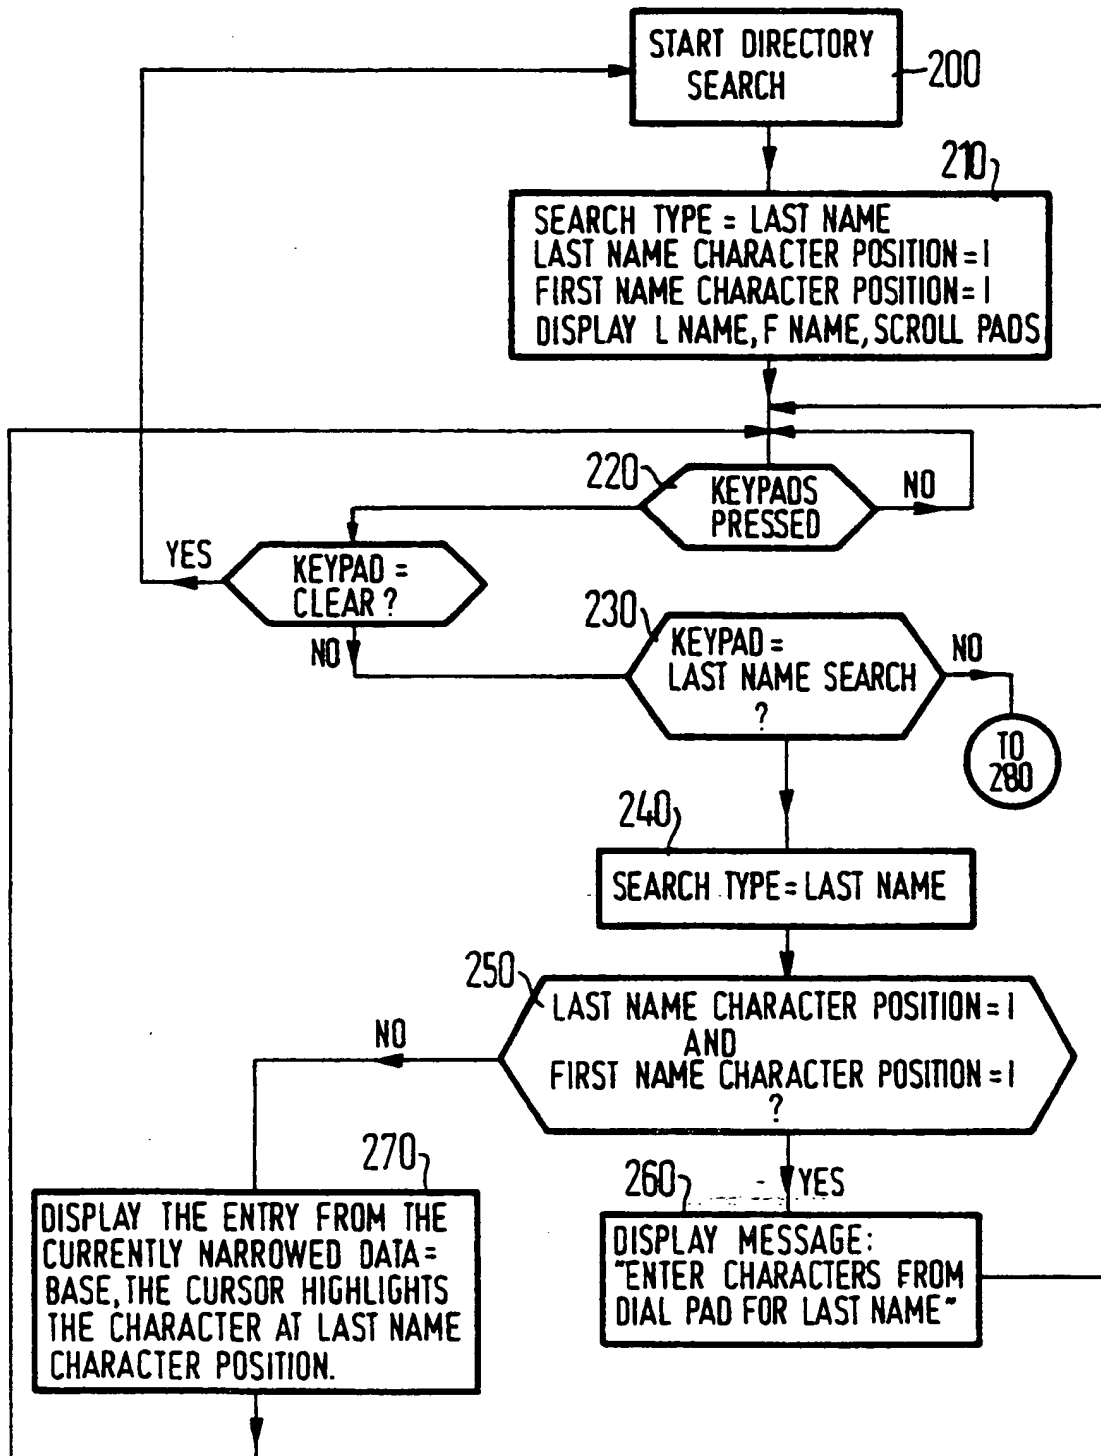 START DIRECTORY
SEARCH
200
210
SEARCH TYPE = LAST NAME
LAST NAME CHARACTER POSITION = 1
FIRST NAME CHARACTER POSITION = 1
DISPLAY L NAME, F NAME, SCROLL PADS
220
KEYPADS
PRESSED
NO
YES
KEYPAD =
CLEAR ?
NO
230
KEYPAD =
LAST NAME SEARCH
?
NO
TO
280
240
SEARCH TYPE = LAST NAME
250
LAST NAME CHARACTER POSITION = 1
AND
FIRST NAME CHARACTER POSITION = 1
?
NO
YES
270
DISPLAY THE ENTRY FROM THE
CURRENTLY NARROWED DATA=
BASE, THE CURSOR HIGHLIGHTS
THE CHARACTER AT LAST NAME
CHARACTER POSITION.
260
DISPLAY MESSAGE:
"ENTER CHARACTERS FROM
DIAL PAD FOR LAST NAME"